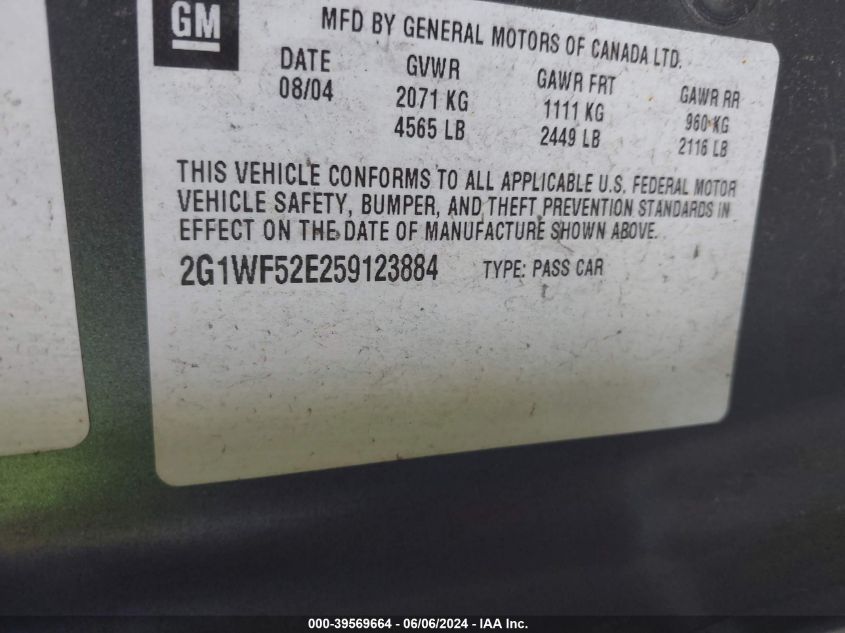 GM
MFD BY GENERAL MOTORS OF CANADA LTD.
DATE GVWR GAWR FRT GAWR RR
08/04 2071 KG 1111 KG 960 KG
4565 LB 2449 LB 2116 LB
THIS VEHICLE CONFORMS TO ALL APPLICABLE U.S. FEDERAL MOTOR
VEHICLE SAFETY, BUMPER, AND THEFT PREVENTION STANDARDS IN
EFFECT ON THE DATE OF MANUFACTURE SHOWN ABOVE.
2G1WF52E259123884 TYPE: PASS CAR
000-39569664 - 06/06/2024 - IAA Inc.